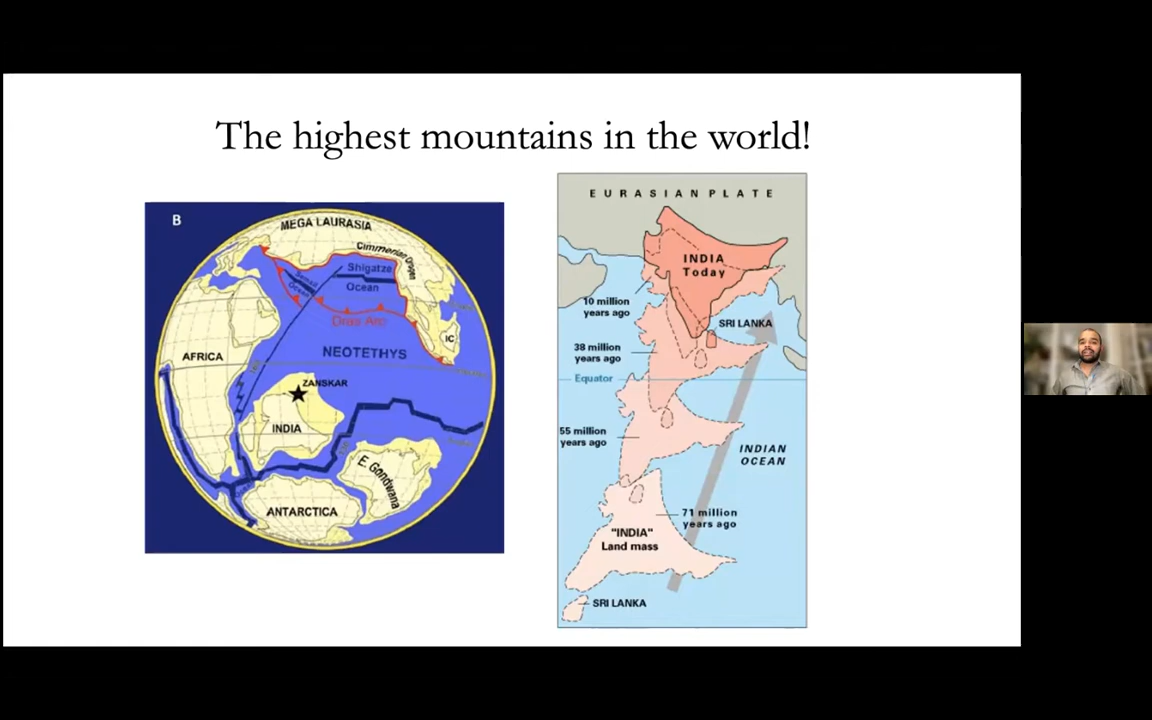 The highest mountains in the world!
B
MEGA LAURASIA
Cimmerian Orogen
Shigatze
Ocean
Semail
Ocean
Dras Arc
IC
NEOTETHYS
AFRICA
ZANSKAR
INDIA
E. Gondwana
ANTARCTICA
EURASIAN PLATE
INDIA
Today
10 million
years ago
SRI LANKA
38 million
years ago
Equator
55 million
years ago
INDIAN
OCEAN
71 million
years ago
"INDIA"
Land mass
SRI LANKA